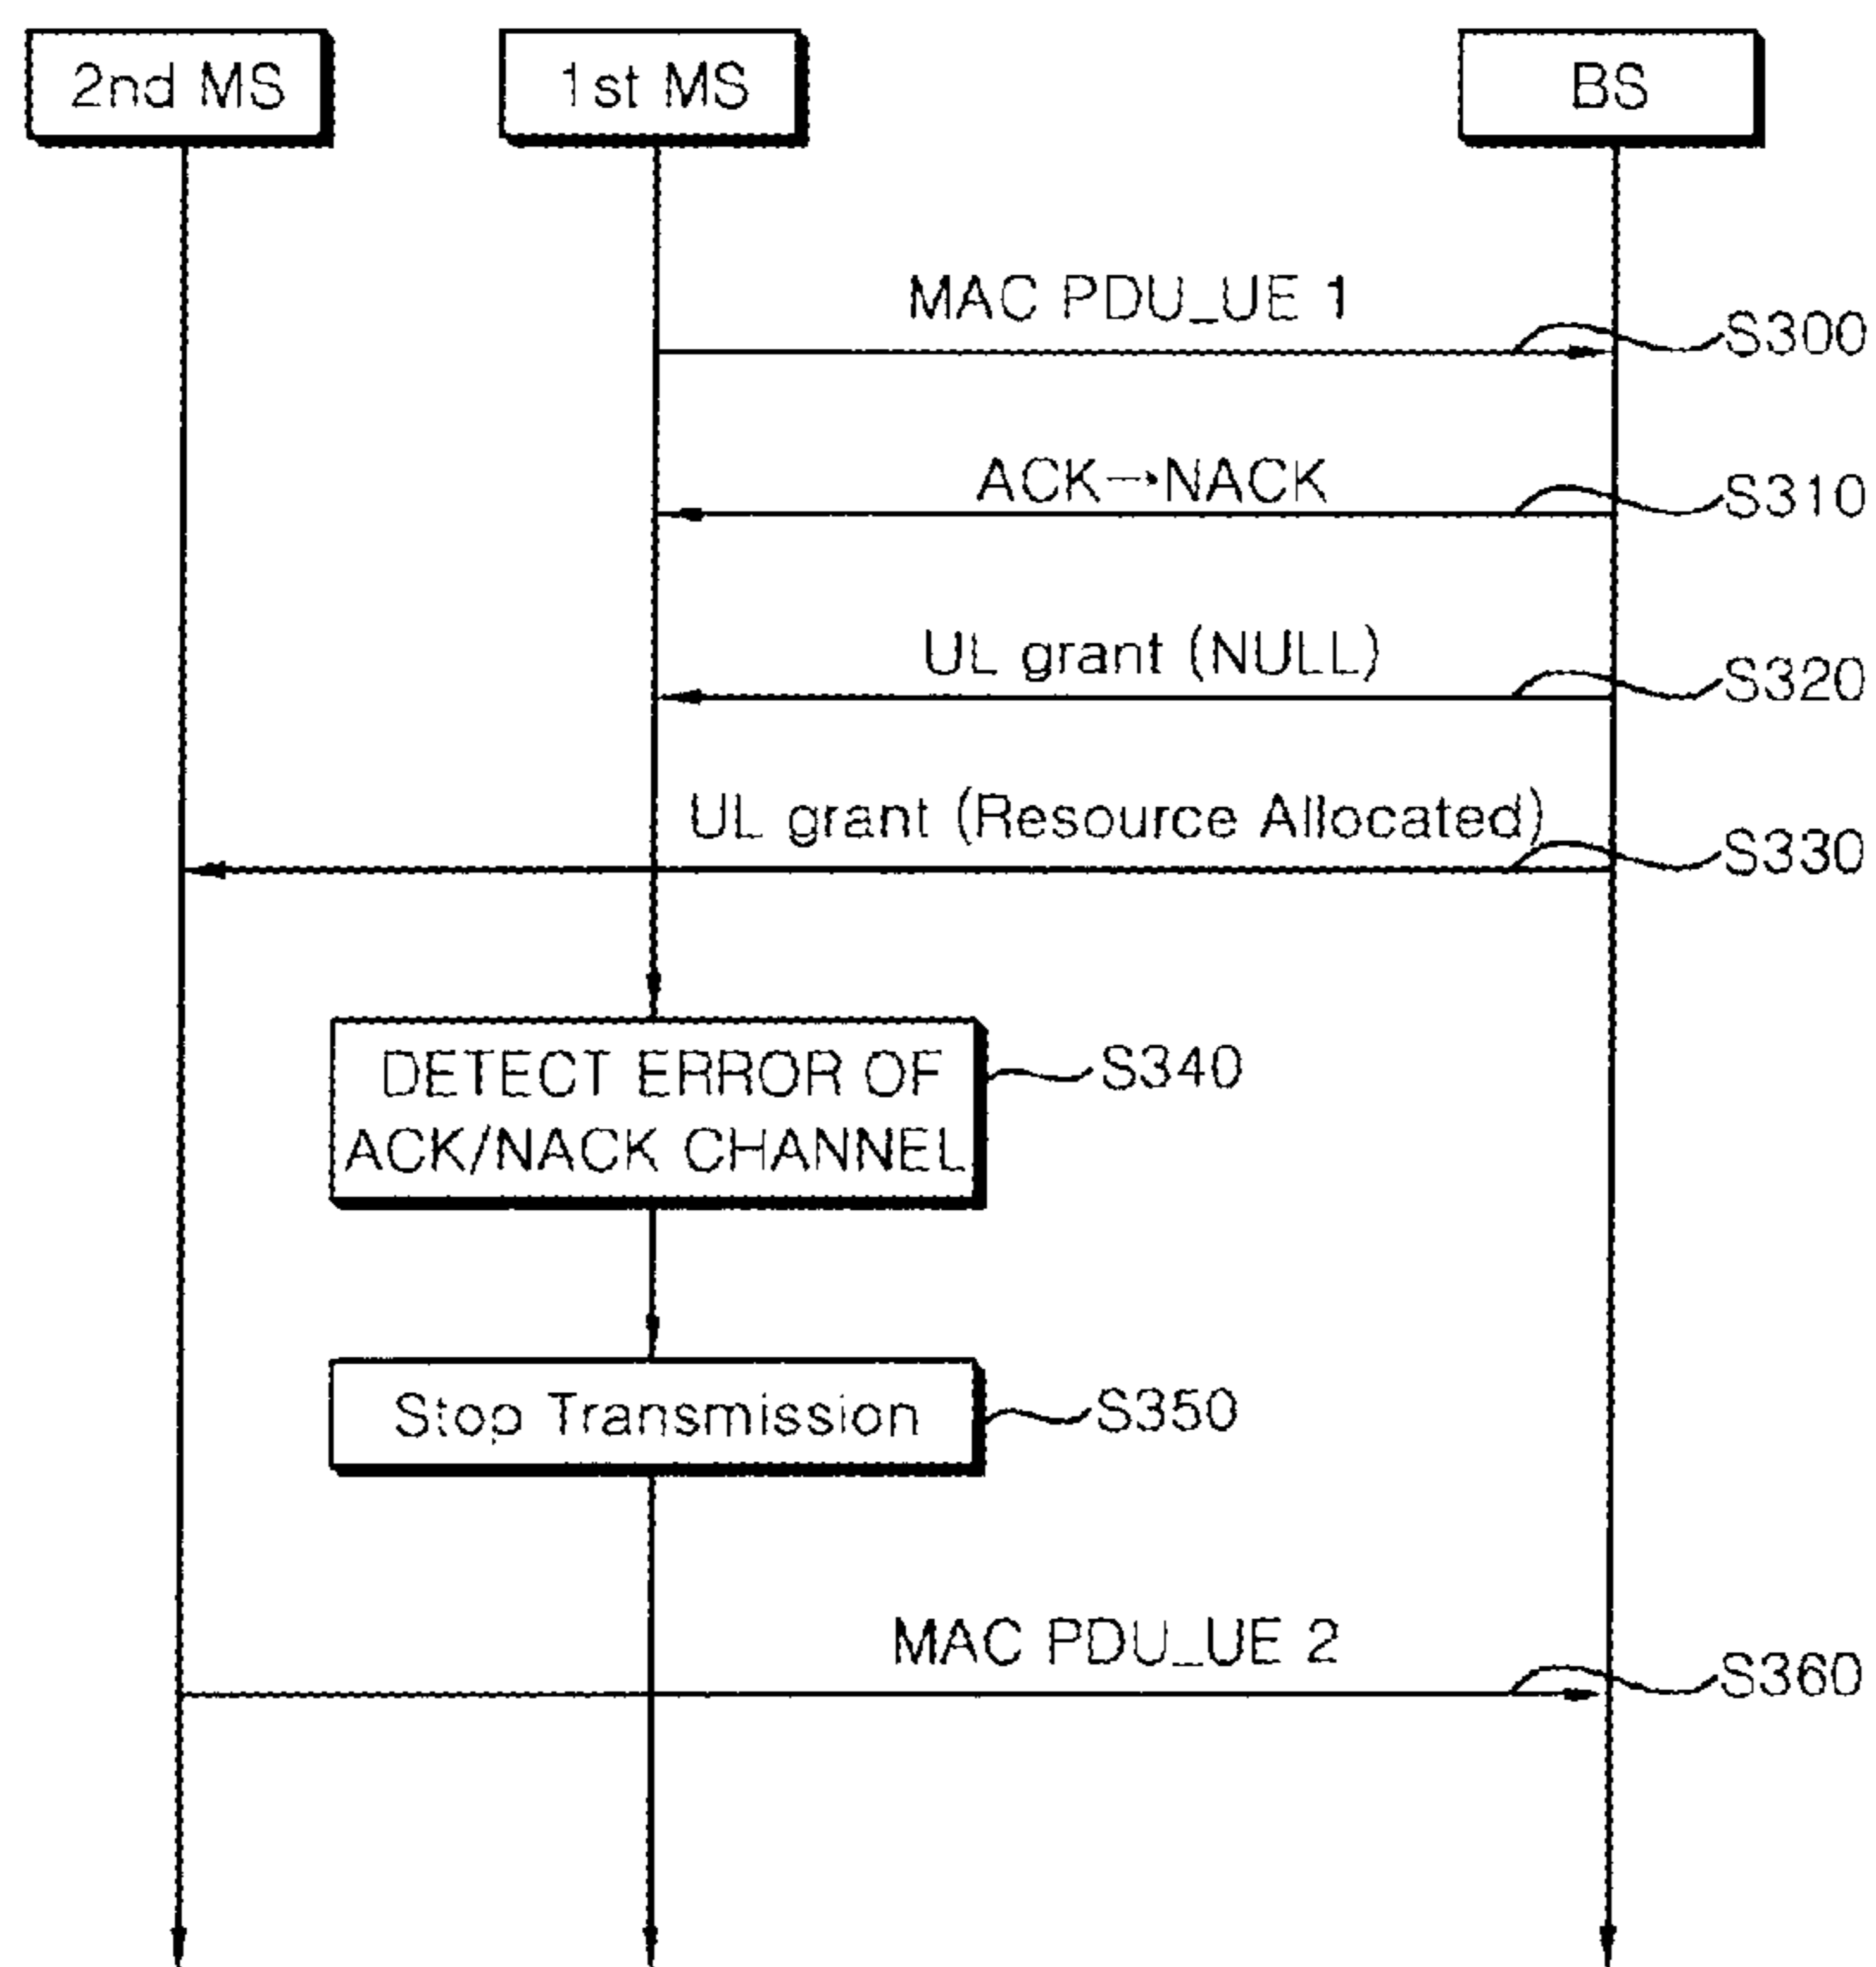 2nd MS
1st MS
BS
MAC PDU_UE 1
S300
ACK→NACK
S310
UL grant (NULL)
S320
UL grant (Resource Allocated)
S330
DETECT ERROR OF
ACK/NACK CHANNEL
S340
Stop Transmission
S350
MAC PDU_UE 2
S360